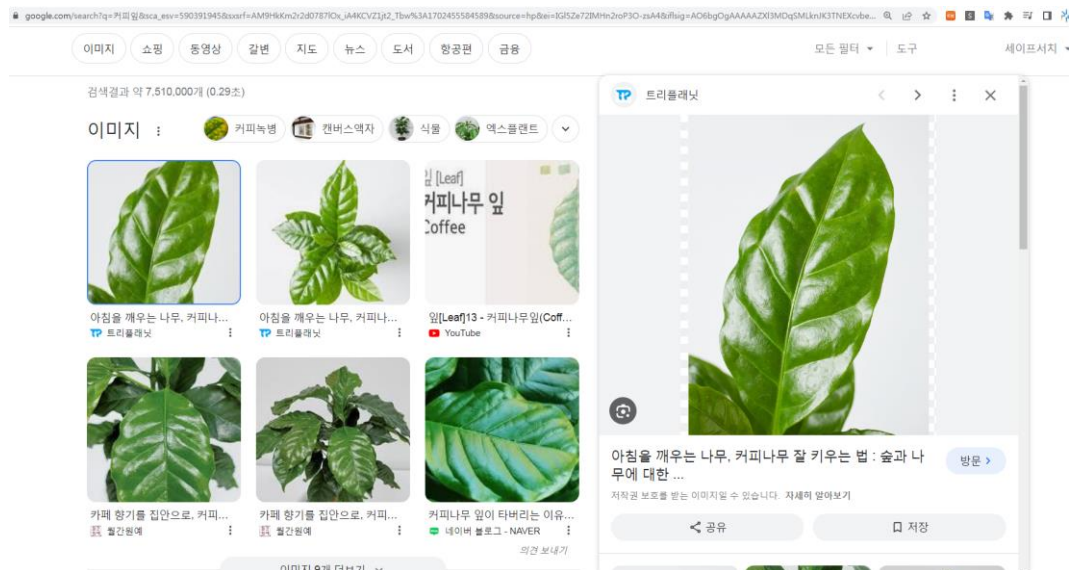 이미지 쇼핑 동영상 갈변 지도 뉴스 도서 항공편 금융 모든 필터 도구 세이프서치
검색결과 약 7,510,000개 (0.29초)
이미지
커피녹병 캔버스액자 식물 엑스플랜트
잎 [Leaf]
커피나무 잎
Coffee
아침을 깨우는 나무, 커피나...
트리플래닛
아침을 깨우는 나무, 커피나...
트리플래닛
잎[Leaf]13 - 커피나무잎(Coff...
YouTube
카페 향기를 집안으로, 커피...
월간원예
카페 향기를 집안으로, 커피...
월간원예
커피나무 잎이 타버리는 이유...
네이버 블로그 - NAVER
의견 보내기
이미지 9개 더보기
트리플래닛
아침을 깨우는 나무, 커피나무 잘 키우는 법 : 숲과 나
무에 대한 ...
방문
저작권 보호를 받는 이미지일 수 있습니다. 자세히 알아보기
공유 저장